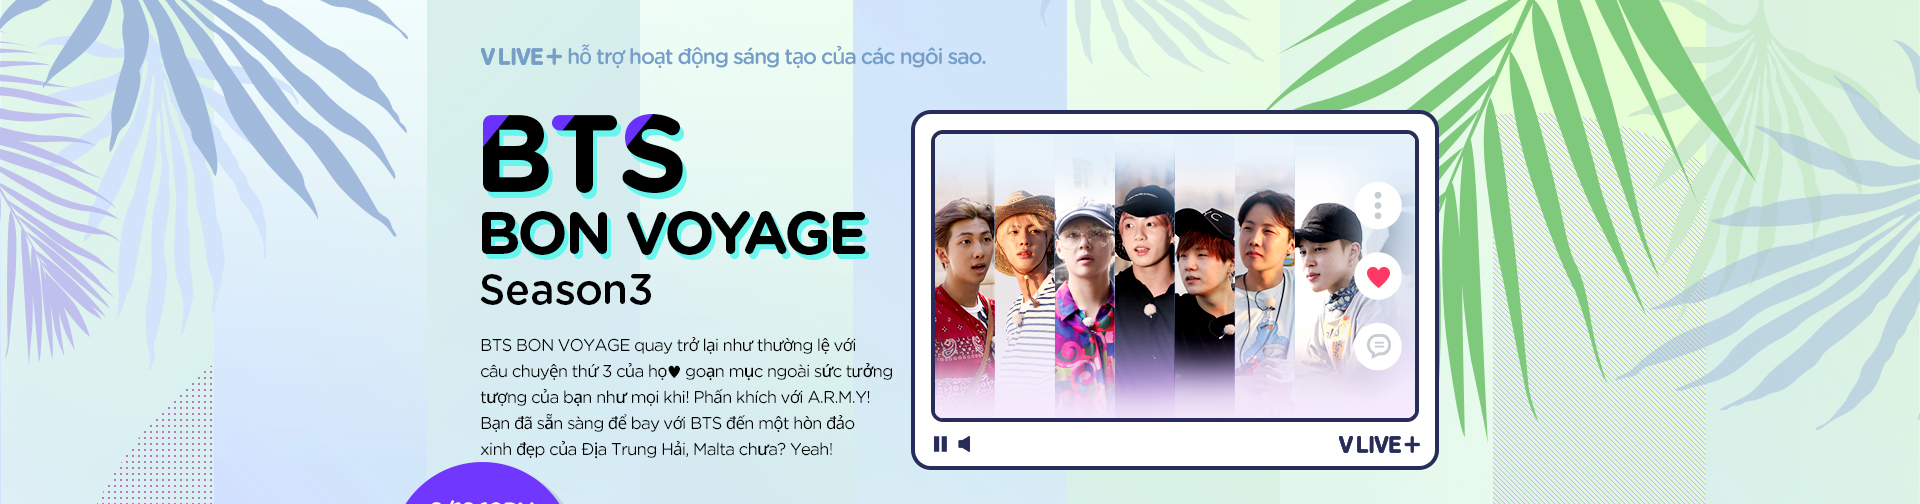 V LIVE+ hỗ trợ hoạt động sáng tạo của các ngôi sao.
BTS
BON VOYAGE
Season3
BTS BON VOYAGE quay trở lại như thường lệ với
câu chuyện thứ 3 của họ♥ goạn mục ngoài sức tưởng
tượng của bạn như mọi khi! Phấn khích với A.R.M.Y!
Bạn đã sẵn sàng để bay với BTS đến một hòn đảo
xinh đẹp của Địa Trung Hải, Malta chưa? Yeah!
V LIVE+